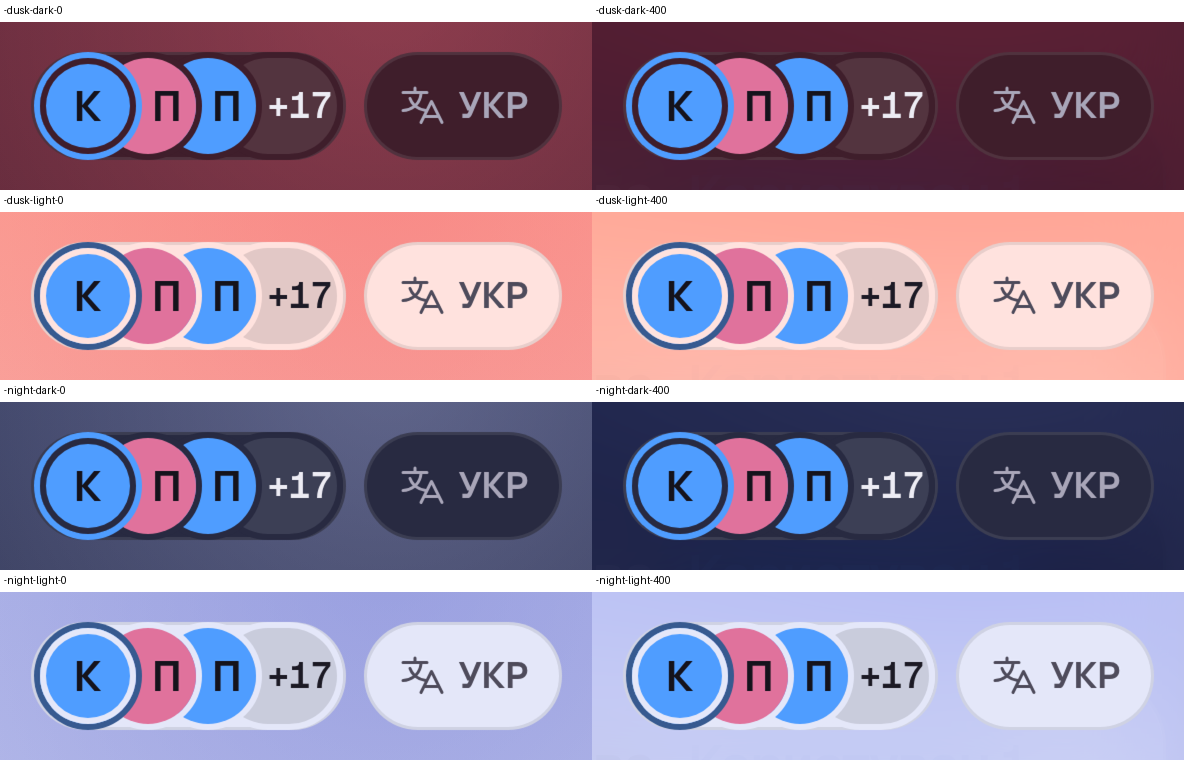 -dusk-dark-0
-dusk-dark-400
К П П +17 文A УКР
К П П +17 文A УКР
-dusk-light-0
-dusk-light-400
К П П +17 文A УКР
К П П +17 文A УКР
-night-dark-0
-night-dark-400
К П П +17 文A УКР
К П П +17 文A УКР
-night-light-0
-night-light-400
К П П +17 文A УКР
К П П +17 文A УКР